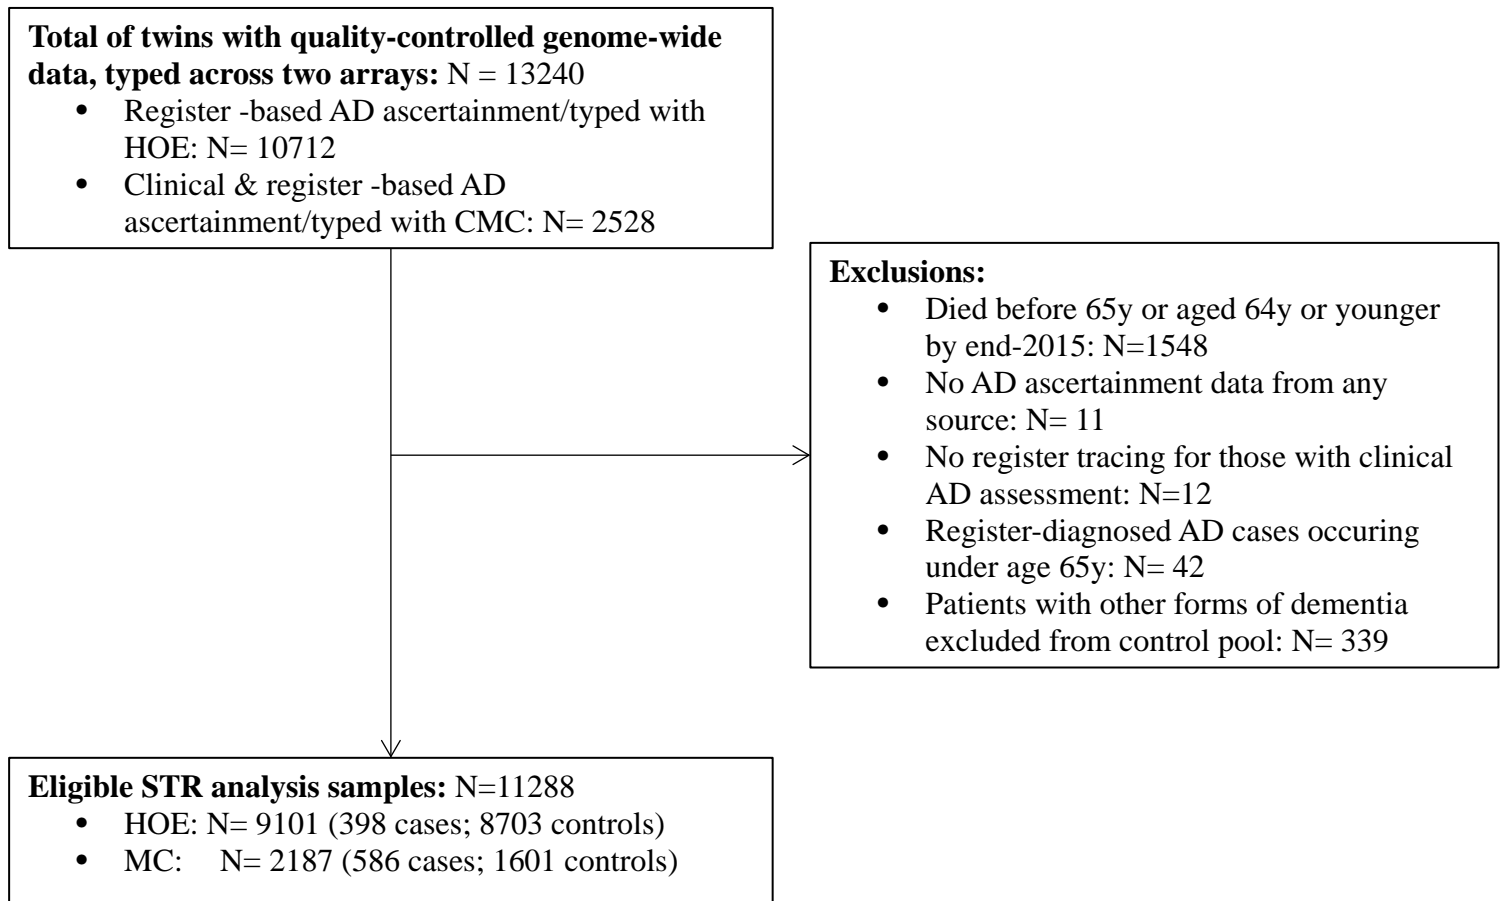 Total of twins with quality-controlled genome-wide
data, typed across two arrays: N = 13240
• Register -based AD ascertainment/typed with
HOE: N= 10712
• Clinical & register -based AD
ascertainment/typed with CMC: N= 2528
Exclusions:
• Died before 65y or aged 64y or younger
by end-2015: N=1548
• No AD ascertainment data from any
source: N= 11
• No register tracing for those with clinical
AD assessment: N=12
• Register-diagnosed AD cases occuring
under age 65y: N= 42
• Patients with other forms of dementia
excluded from control pool: N= 339
Eligible STR analysis samples: N=11288
• HOE: N= 9101 (398 cases; 8703 controls)
• MC: N= 2187 (586 cases; 1601 controls)